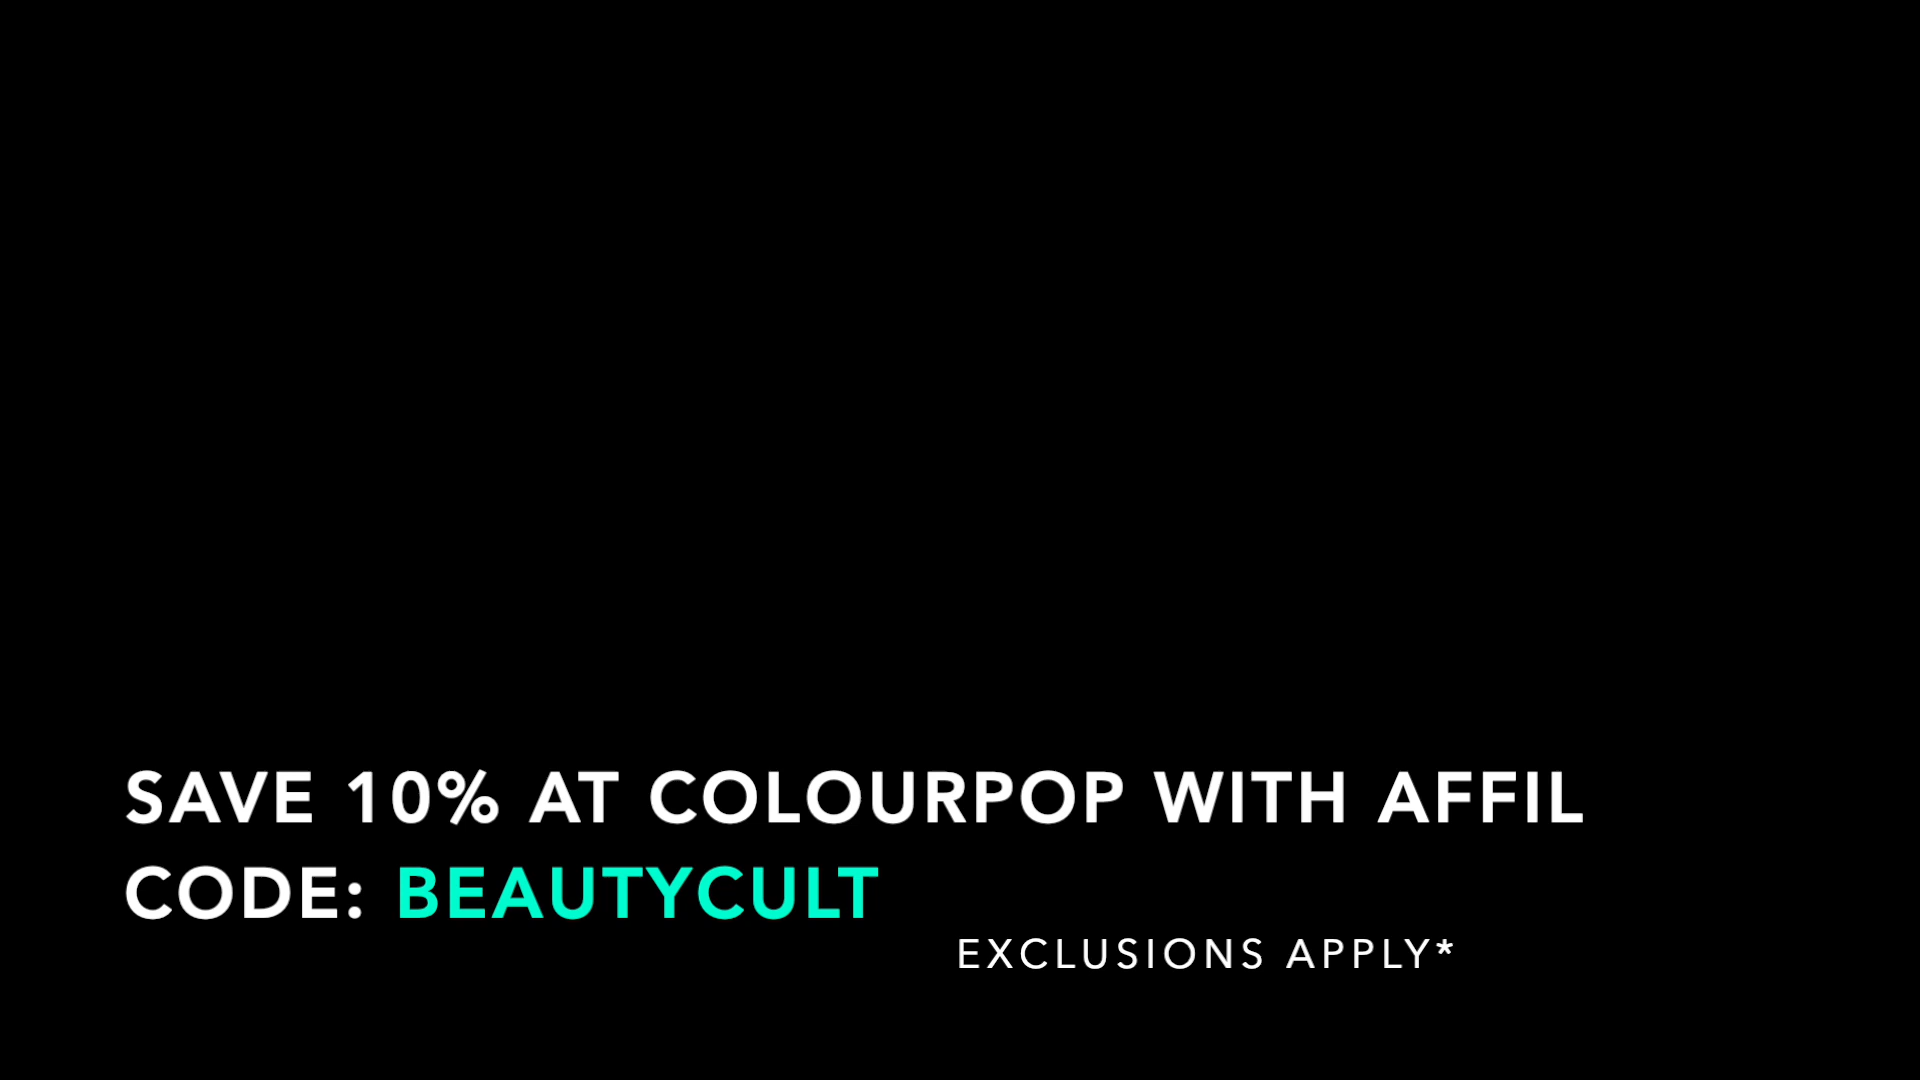 SAVE 10% AT COLOURPOP WITH AFFIL
CODE: BEAUTYCULT
EXCLUSIONS APPLY*